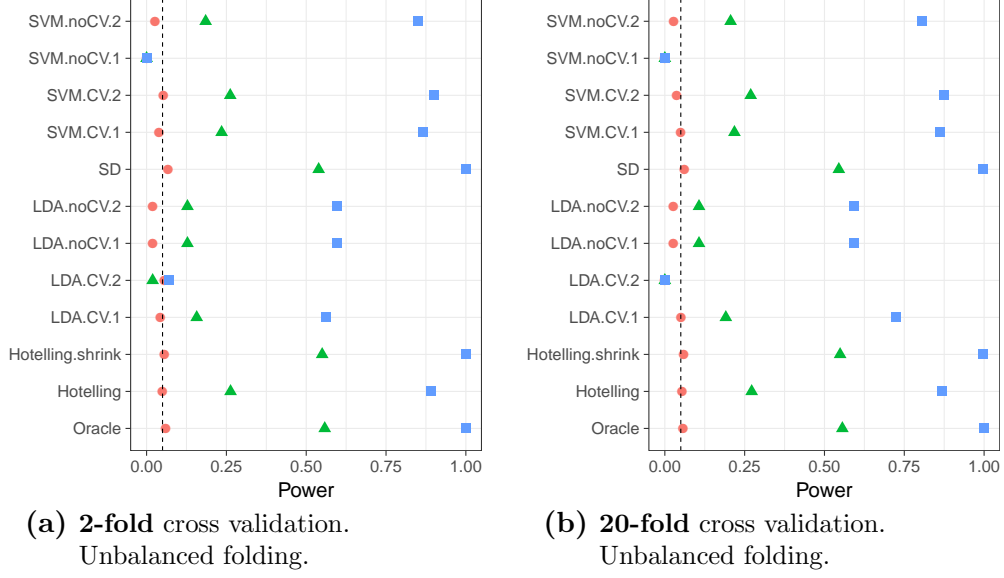 SVM.noCV.2
SVM.noCV.1
SVM.CV.2
SVM.CV.1
SD
LDA.noCV.2
LDA.noCV.1
LDA.CV.2
LDA.CV.1
Hotelling.shrink
Hotelling
Oracle
0.00 0.25 0.50 0.75 1.00
Power
(a) 2-fold cross validation.
Unbalanced folding.
SVM.noCV.2
SVM.noCV.1
SVM.CV.2
SVM.CV.1
SD
LDA.noCV.2
LDA.noCV.1
LDA.CV.2
LDA.CV.1
Hotelling.shrink
Hotelling
Oracle
0.00 0.25 0.50 0.75 1.00
Power
(b) 20-fold cross validation.
Unbalanced folding.